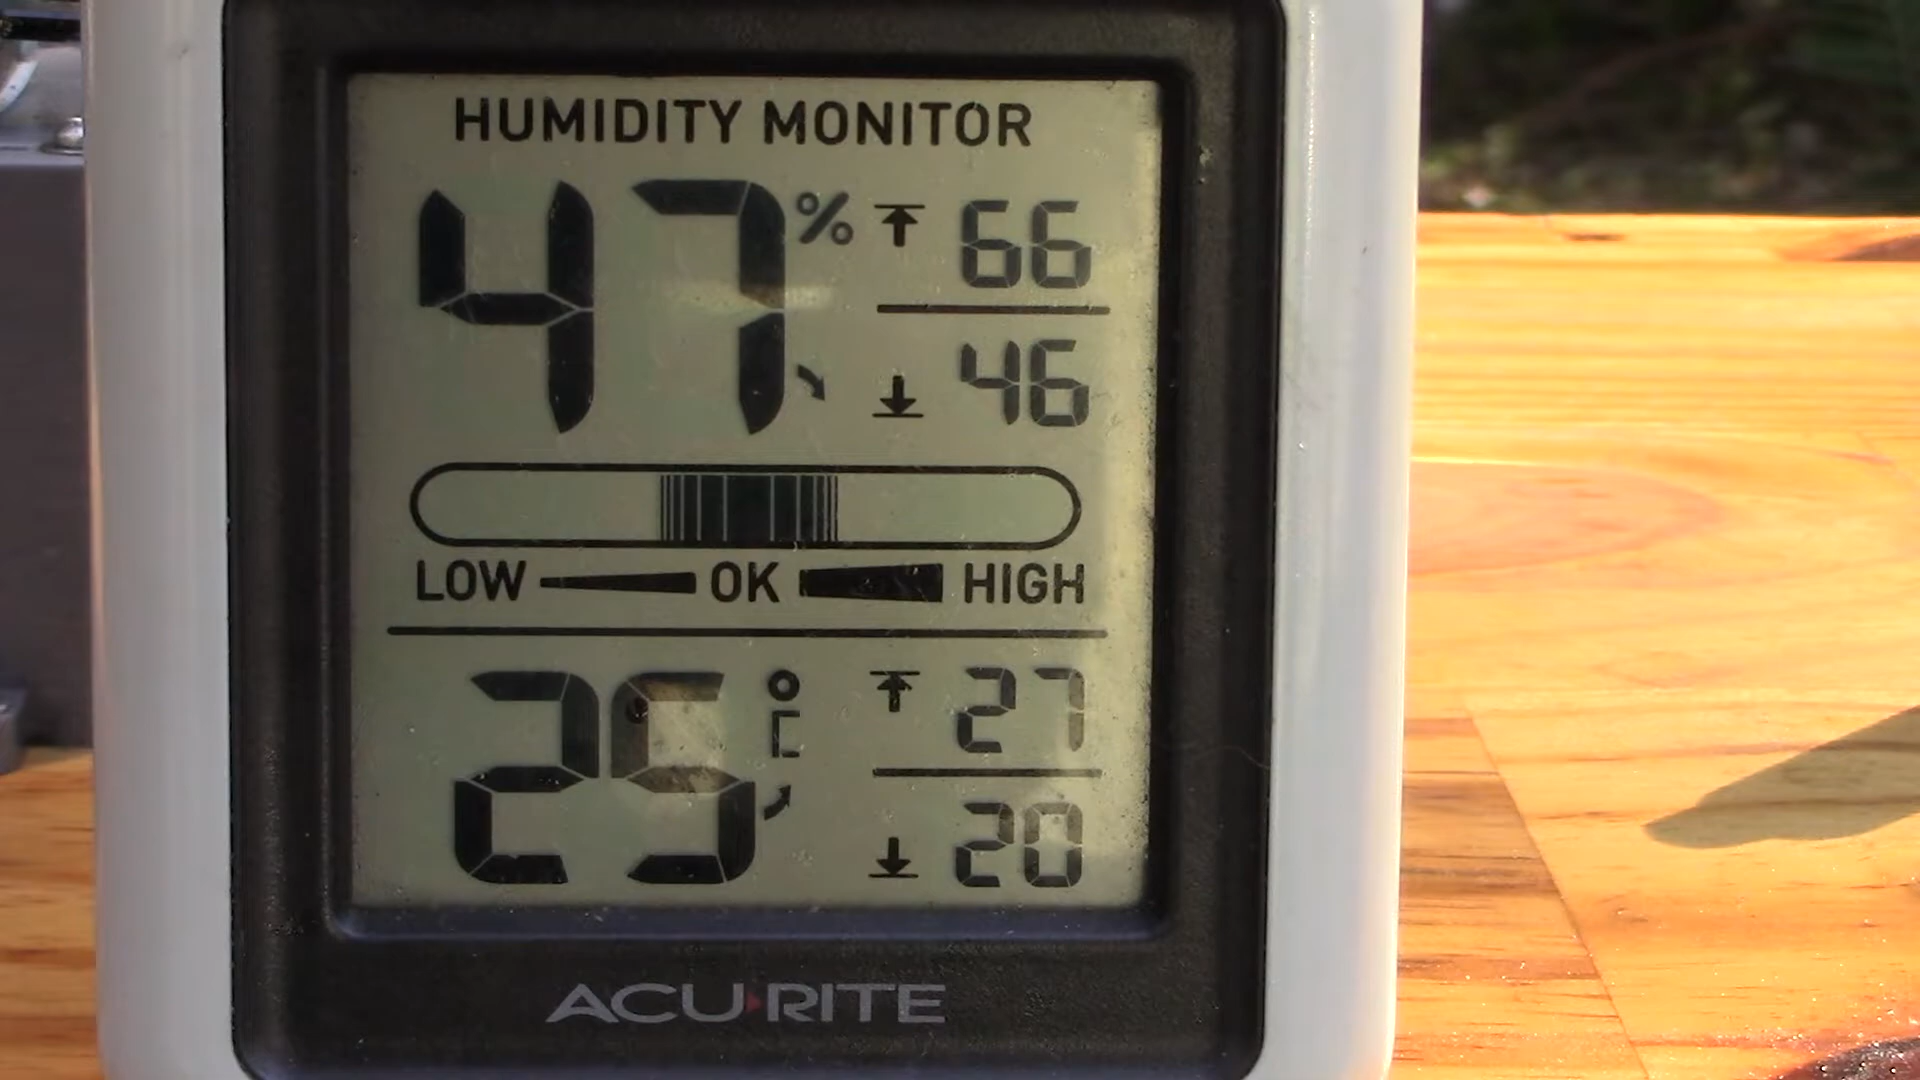 HUMIDITY MONITOR
47% 66
46
LOW OK HIGH
25°C 27
20
ACURITE